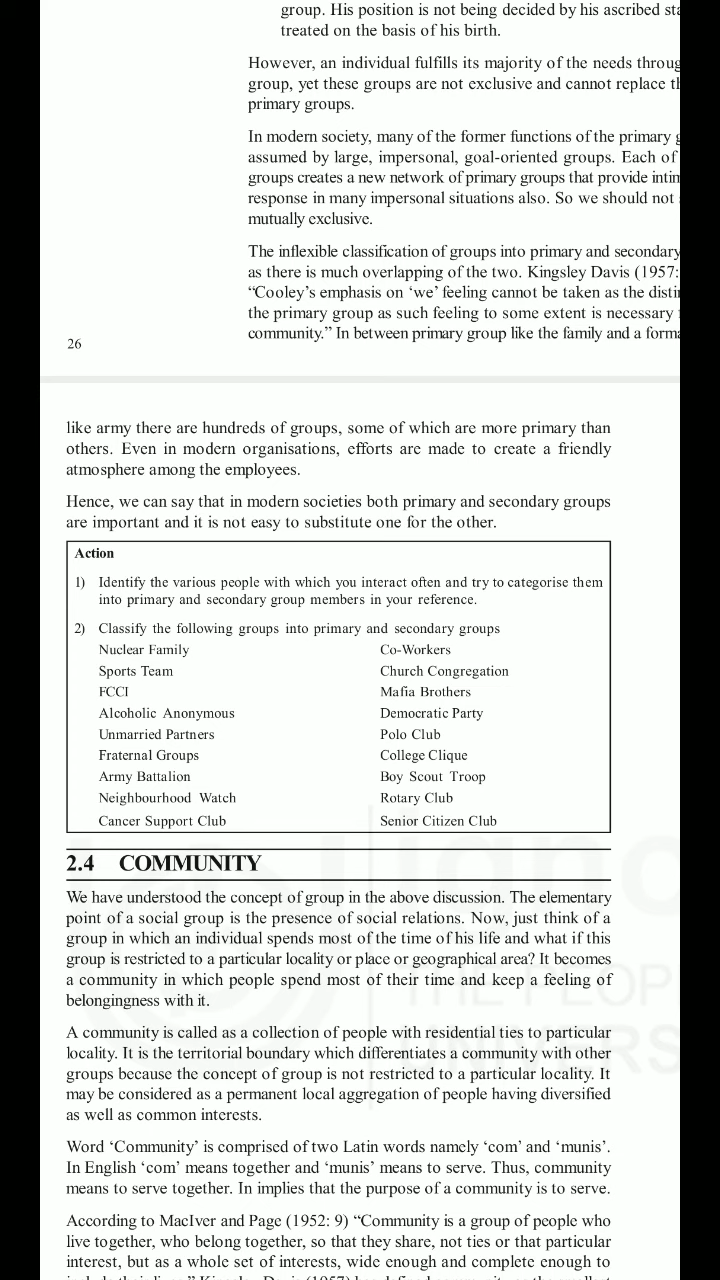 group. His position is not being decided by his ascribed
treated on the basis of his birth.
However, an individual fulfills its majority of the needs
group, yet these groups are not exclusive and cannot replace
primary groups.
In modern society, many of the former functions of the primary
assumed by large, impersonal, goal-oriented groups. Each of
groups creates a new network of primary groups that provide
response in many impersonal situations also. So we should not
mutually exclusive.
The inflexible classification of groups into primary and secondary
as there is much overlapping of the two. Kingsley Davis (1957:
“Cooley’s emphasis on ‘we’ feeling cannot be taken as the
the primary group as such feeling to some extent is necessary
community.” In between primary group like the family and a
26
like army there are hundreds of groups, some of which are more primary than
others. Even in modern organisations, efforts are made to create a friendly
atmosphere among the employees.
Hence, we can say that in modern societies both primary and secondary groups
are important and it is not easy to substitute one for the other.
Action
1) Identify the various people with which you interact often and try to categorise them
into primary and secondary group members in your reference.
2) Classify the following groups into primary and secondary groups
Nuclear Family Co-Workers
Sports Team Church Congregation
FCCI Mafia Brothers
Alcoholic Anonymous Democratic Party
Unmarried Partners Polo Club
Fraternal Groups College Clique
Army Battalion Boy Scout Troop
Neighbourhood Watch Rotary Club
Cancer Support Club Senior Citizen Club
2.4 COMMUNITY
We have understood the concept of group in the above discussion. The elementary
point of a social group is the presence of social relations. Now, just think of a
group in which an individual spends most of the time of his life and what if this
group is restricted to a particular locality or place or geographical area? It becomes
a community in which people spend most of their time and keep a feeling of
belongingness with it.
A community is called as a collection of people with residential ties to particular
locality. It is the territorial boundary which differentiates a community with other
groups because the concept of group is not restricted to a particular locality. It
may be considered as a permanent local aggregation of people having diversified
as well as common interests.
Word ‘Community’ is comprised of two Latin words namely ‘com’ and ‘munis’.
In English ‘com’ means together and ‘munis’ means to serve. Thus, community
means to serve together. In implies that the purpose of a community is to serve.
According to MacIver and Page (1952: 9) “Community is a group of people who
live together, who belong together, so that they share, not ties or that particular
interest, but as a whole set of interests, wide enough and complete enough to